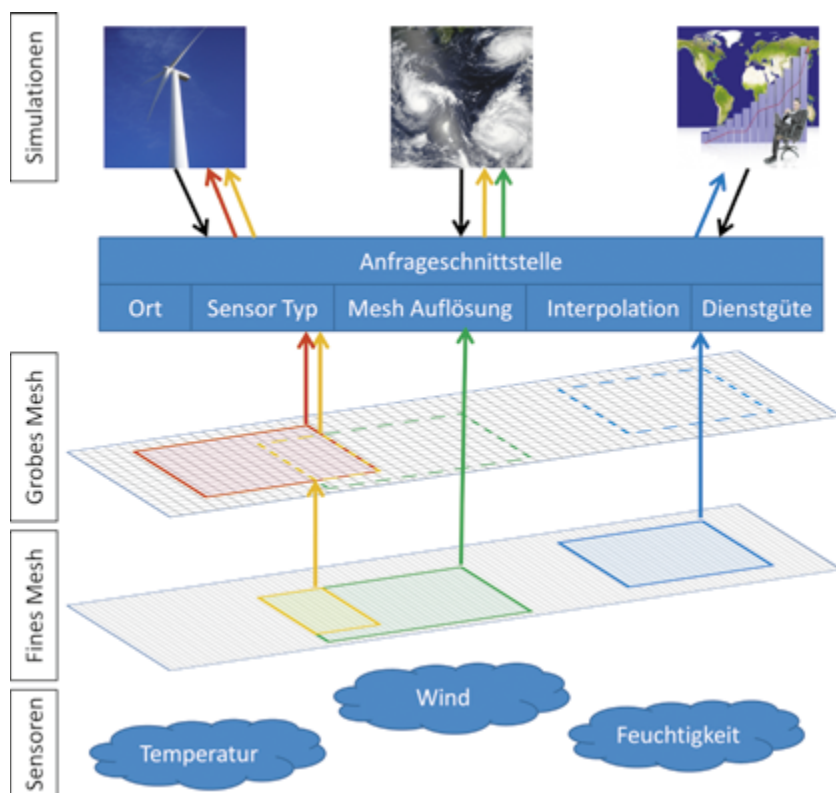 Simulationen
Anfrageschnittstelle
Ort
Sensor Typ
Mesh Auflösung
Interpolation
Dienstgüte
Grobes Mesh
Fines Mesh
Sensoren
Temperatur
Wind
Feuchtigkeit